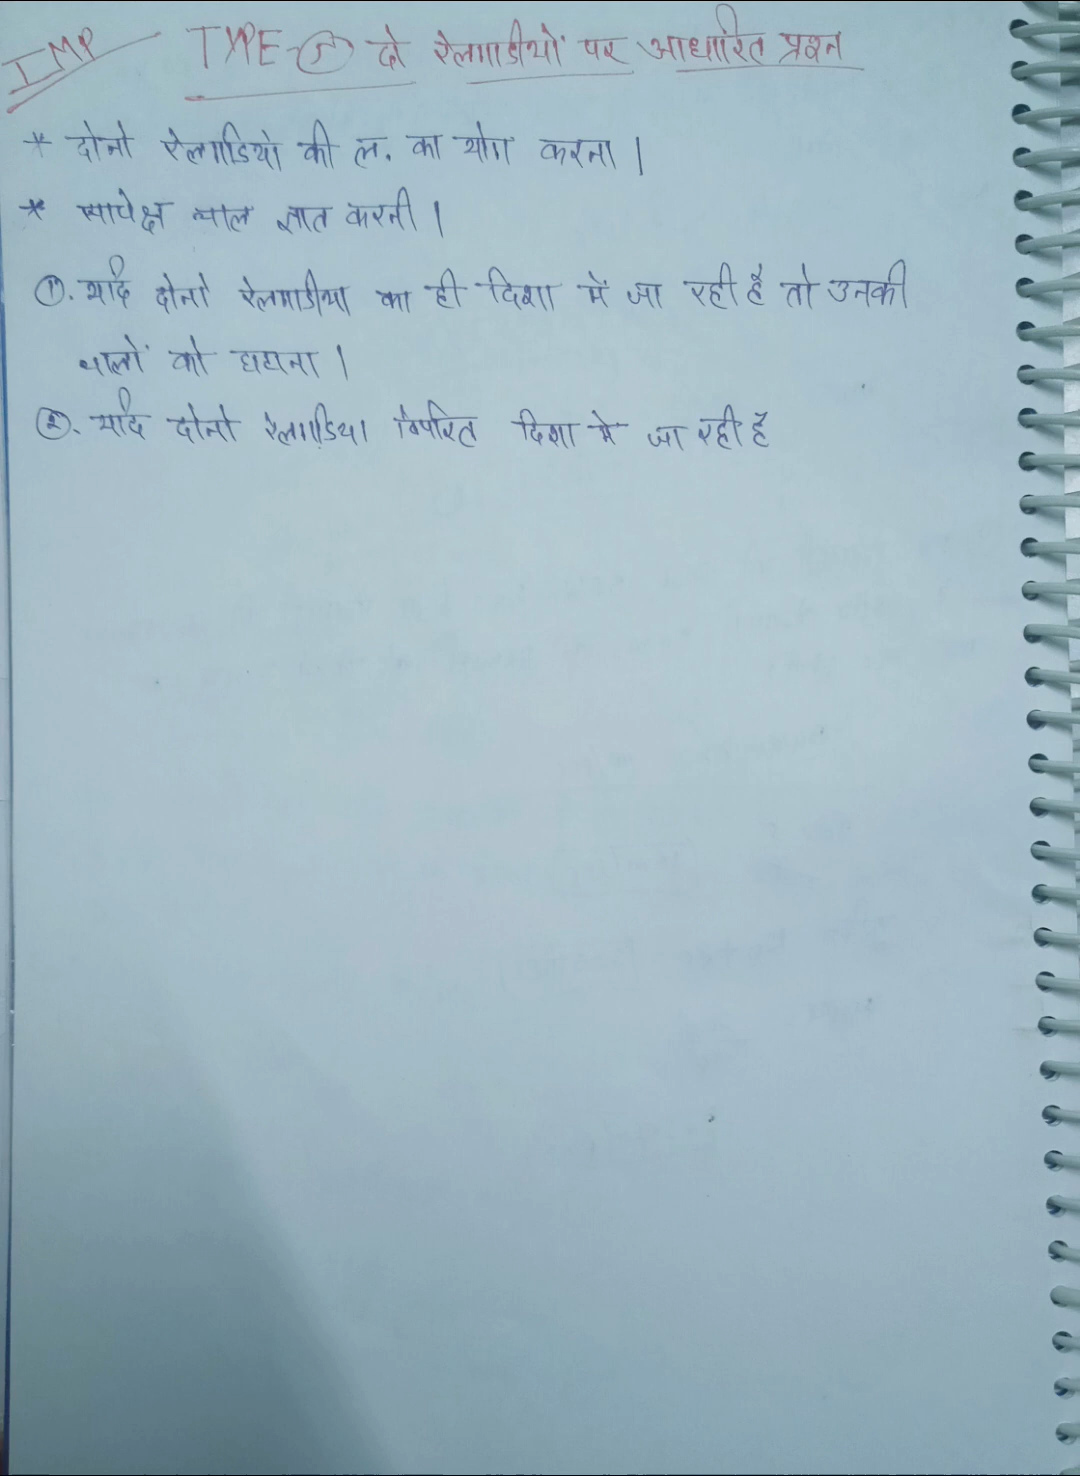 IMP TYPE-5 दो रेलगाडीयों पर आधारित प्रश्न
* दोनो रेलगाडियो की ल. का योग करना।
* सापेक्ष चाल ज्ञात करनी।
①. यदि दोनो रेलगाडीया का ही दिशा में जा रही है तो उनकी
चालों को घटाना।
②. यदि दोनो रेलगाडिया विपरित दिशा मे जा रही है